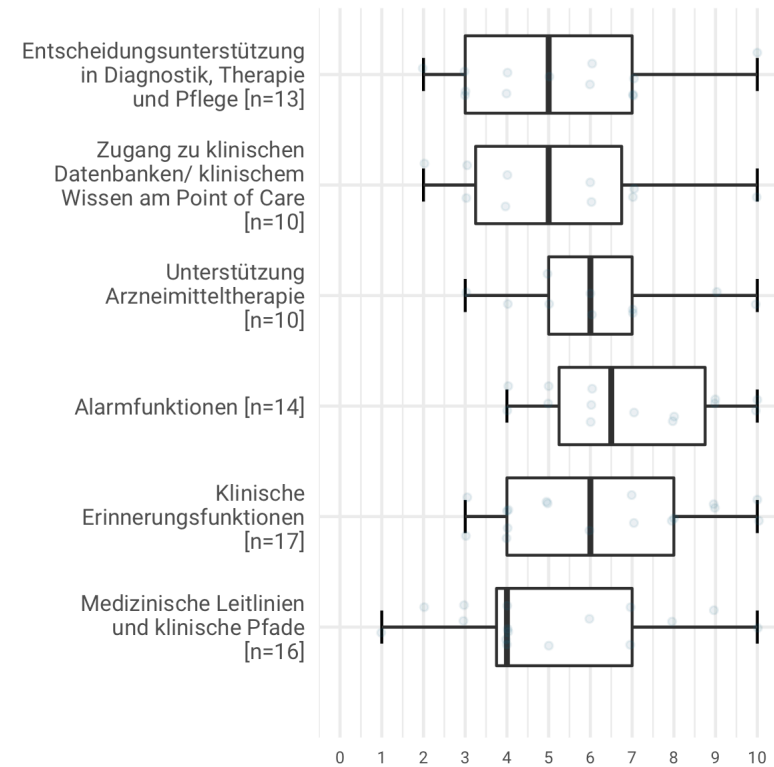 Entscheidungsunterstützung
in Diagnostik, Therapie
und Pflege [n=13]
Zugang zu klinischen
Datenbanken/ klinischem
Wissen am Point of Care
[n=10]
Unterstützung
Arzneimitteltherapie
[n=10]
Alarmfunktionen [n=14]
Klinische
Erinnerungsfunktionen
[n=17]
Medizinische Leitlinien
und klinische Pfade
[n=16]
0 1 2 3 4 5 6 7 8 9 10